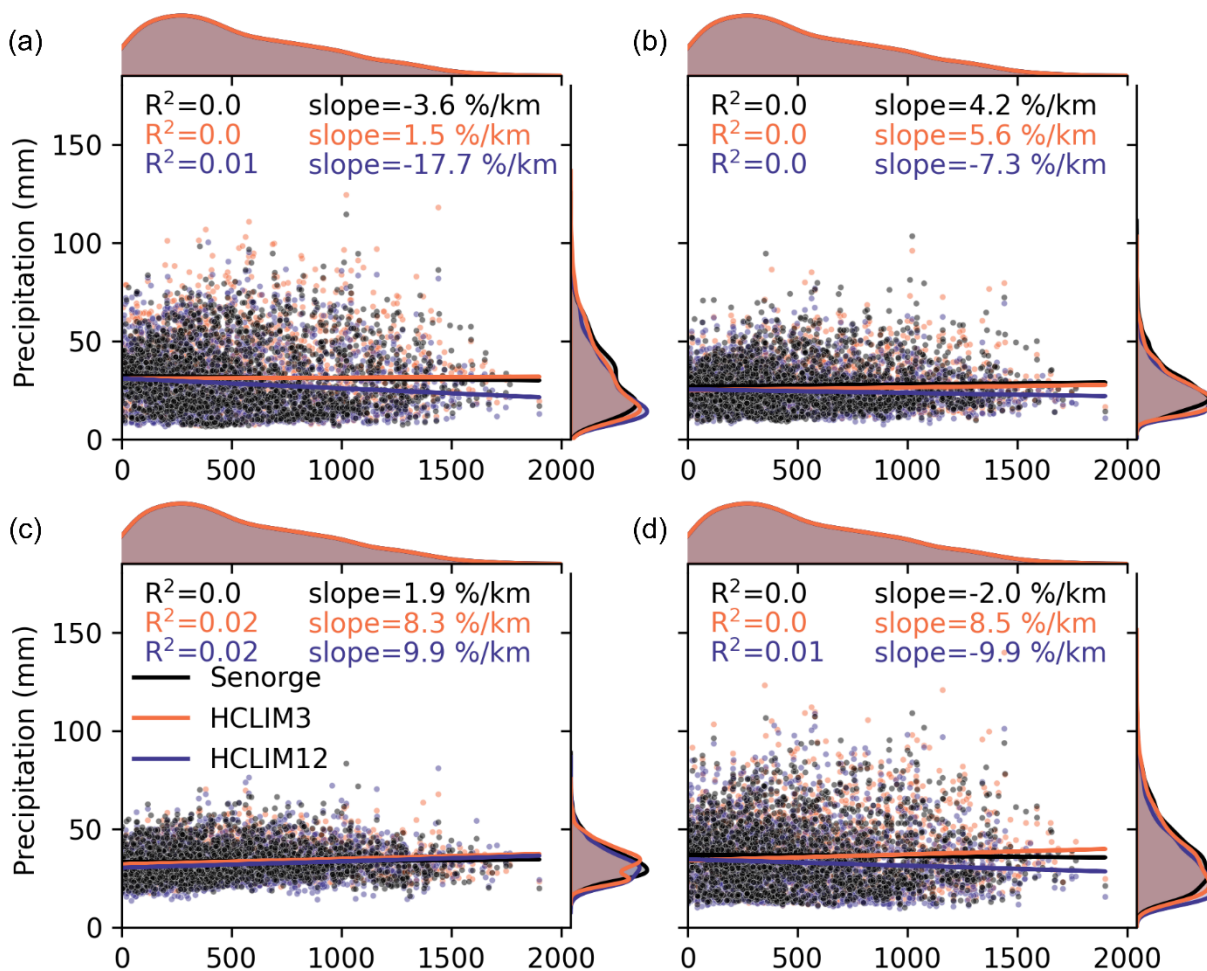 (a)
R²=0.0 slope=-3.6 %/km
R²=0.0 slope=1.5 %/km
R²=0.01 slope=-17.7 %/km
Precipitation (mm)
150
100
50
0
0 500 1000 1500 2000
(b)
R²=0.0 slope=4.2 %/km
R²=0.0 slope=5.6 %/km
R²=0.0 slope=-7.3 %/km
0 500 1000 1500 2000
(c)
R²=0.0 slope=1.9 %/km
R²=0.02 slope=8.3 %/km
R²=0.02 slope=9.9 %/km
Senorge
HCLIM3
HCLIM12
Precipitation (mm)
150
100
50
0
0 500 1000 1500 2000
(d)
R²=0.0 slope=-2.0 %/km
R²=0.0 slope=8.5 %/km
R²=0.01 slope=-9.9 %/km
0 500 1000 1500 2000